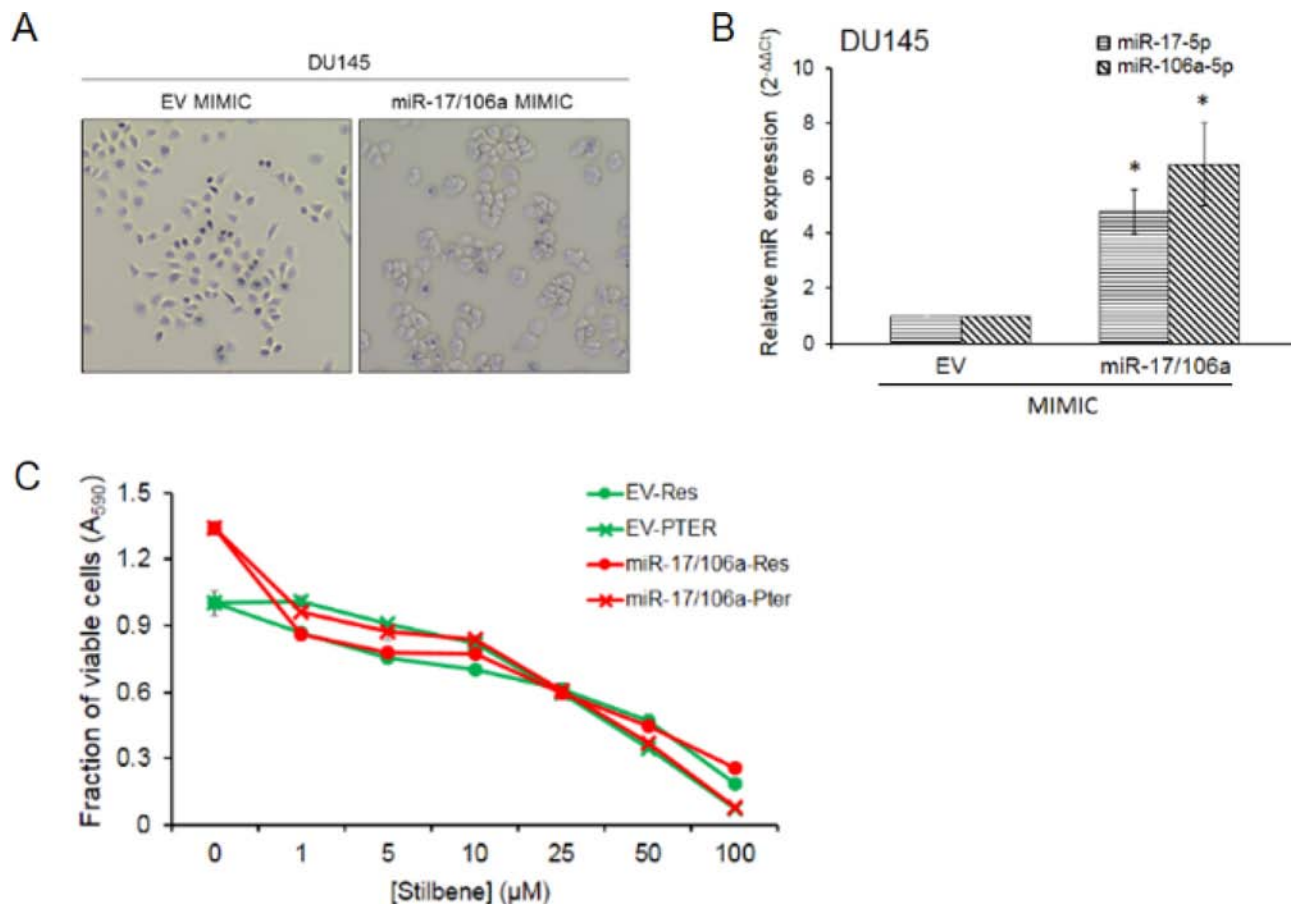 A
DU145
EV MIMIC
miR-17/106a MIMIC
B
DU145
miR-17-5p
miR-106a-5p
Relative miR expression (2-ΔΔCt)
10
8
6
4
2
0
*
*
EV
miR-17/106a
MIMIC
C
Fraction of viable cells (A590)
1.5
1.2
0.9
0.6
0.3
0
EV-Res
EV-PTER
miR-17/106a-Res
miR-17/106a-Pter
0 1 5 10 25 50 100
[Stilbene] (µM)